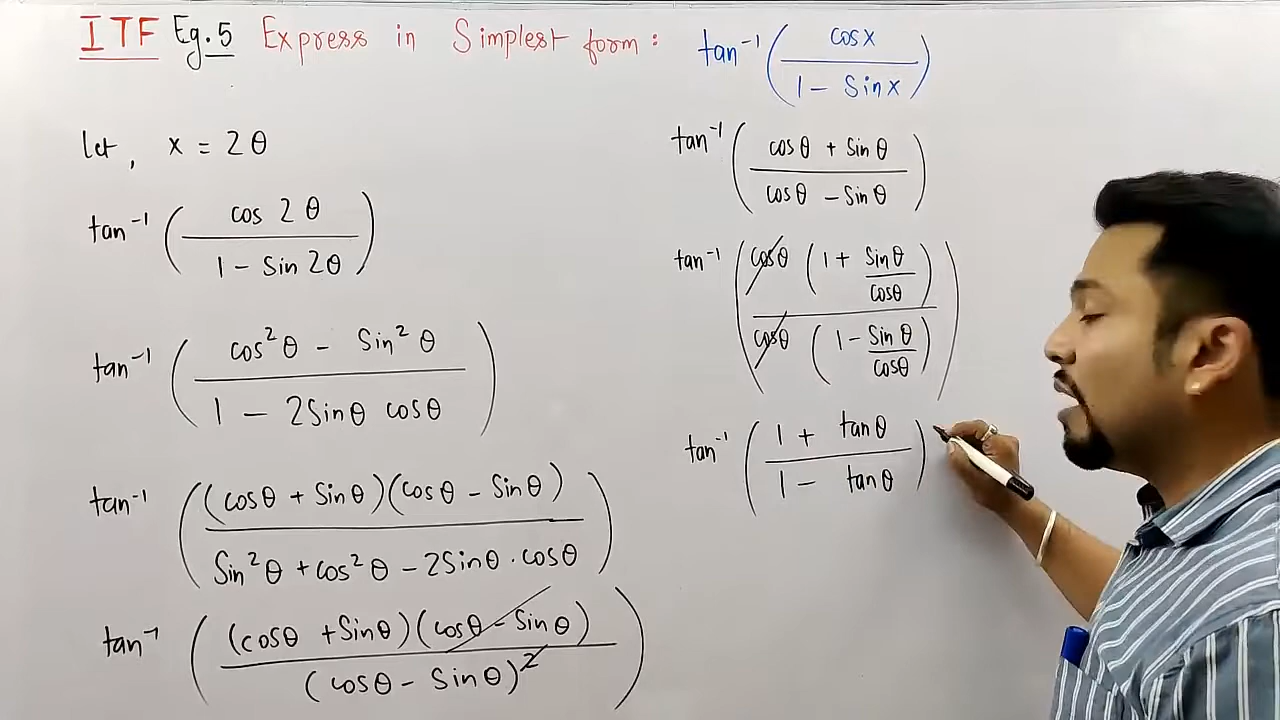 ITF Eg.5 Express in Simplest form : tan⁻¹(cosx / 1 - Sinx)
let, x = 2θ
tan⁻¹(cos 2θ / 1 - Sin 2θ)
tan⁻¹(cos²θ - Sin²θ / 1 - 2Sinθ cosθ)
tan⁻¹((cosθ + Sinθ)(cosθ - Sinθ) / Sin²θ + cos²θ - 2Sinθ · cosθ)
tan⁻¹((cosθ + Sinθ)(cosθ - Sinθ) / (cosθ - Sinθ)²)
tan⁻¹(cosθ + Sinθ / cosθ - Sinθ)
tan⁻¹(cosθ (1 + Sinθ / cosθ) / cosθ (1 - Sinθ / cosθ))
tan⁻¹(1 + tanθ / 1 - tanθ)